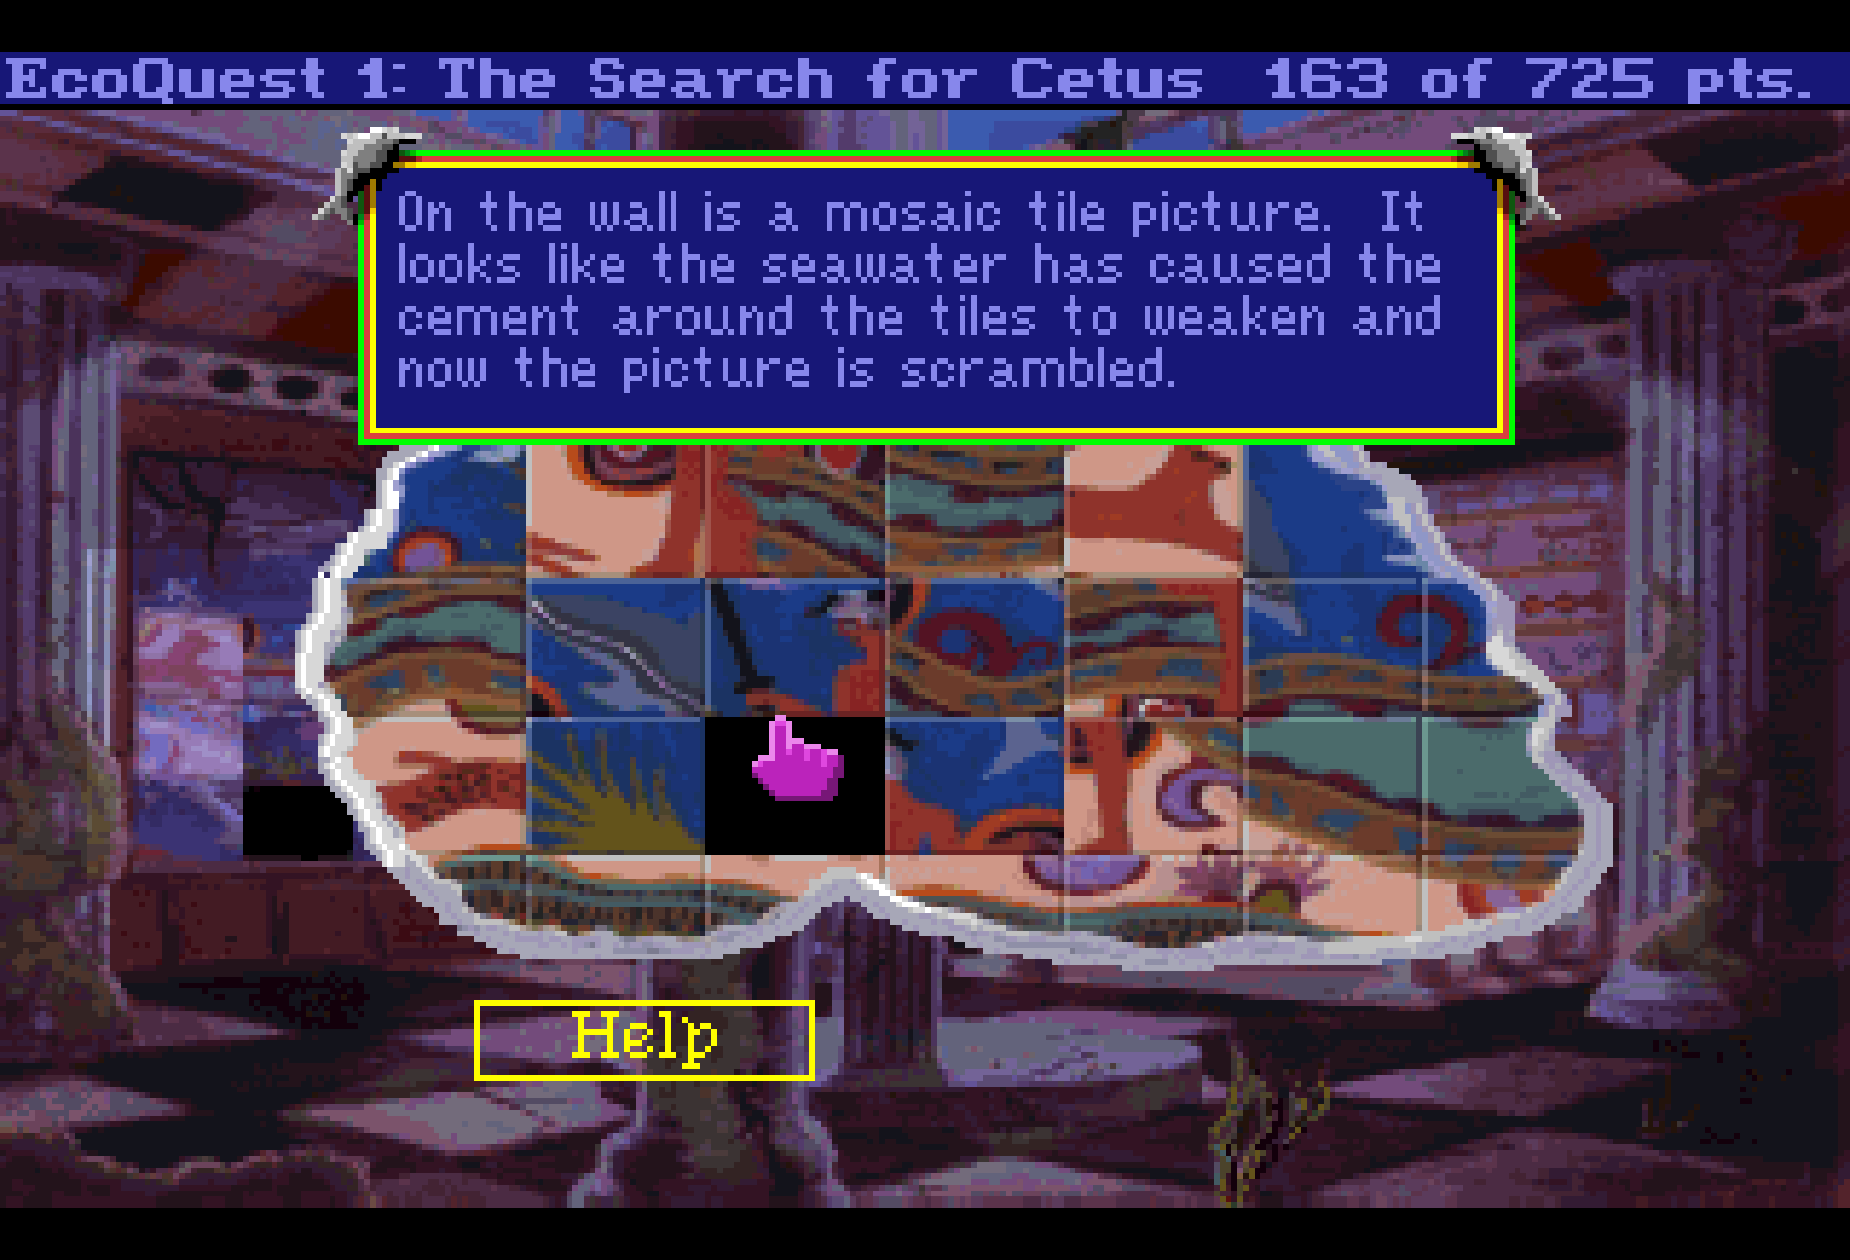 EcoQuest 1: The Search for Cetus 163 of 725 pts.
On the wall is a mosaic tile picture. It
looks like the seawater has caused the
cement around the tiles to weaken and
now the picture is scrambled.
Help